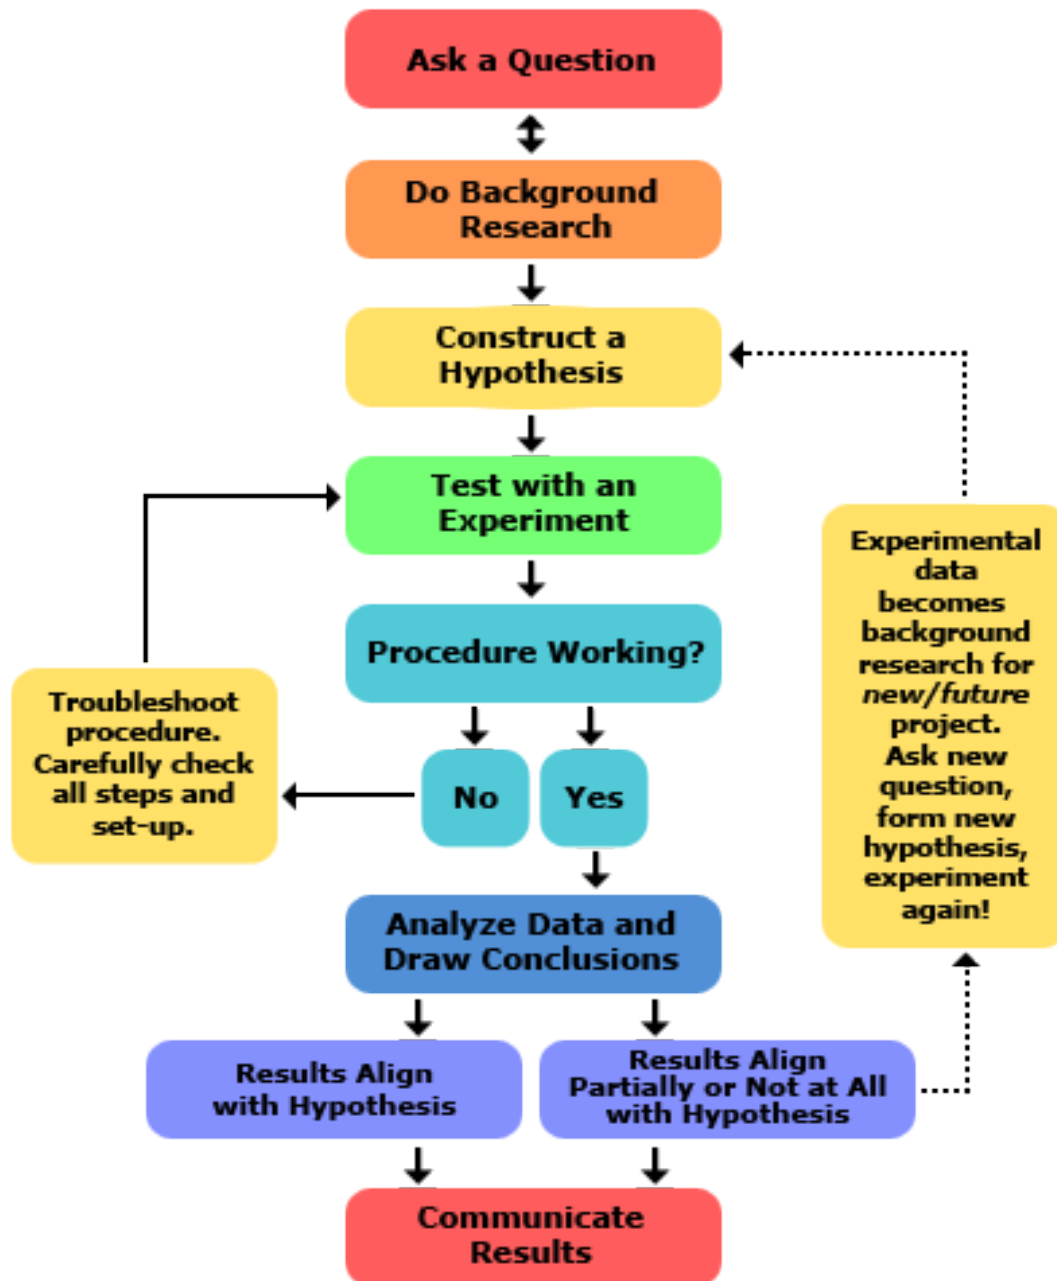 Ask a Question
Do Background
Research
Construct a
Hypothesis
Test with an
Experiment
Procedure Working?
No
Yes
Troubleshoot
procedure.
Carefully check
all steps and
set-up.
Experimental
data
becomes
background
research for
new/future
project.
Ask new
question,
form new
hypothesis,
experiment
again!
Analyze Data and
Draw Conclusions
Results Align
with Hypothesis
Results Align
Partially or Not at All
with Hypothesis
Communicate
Results